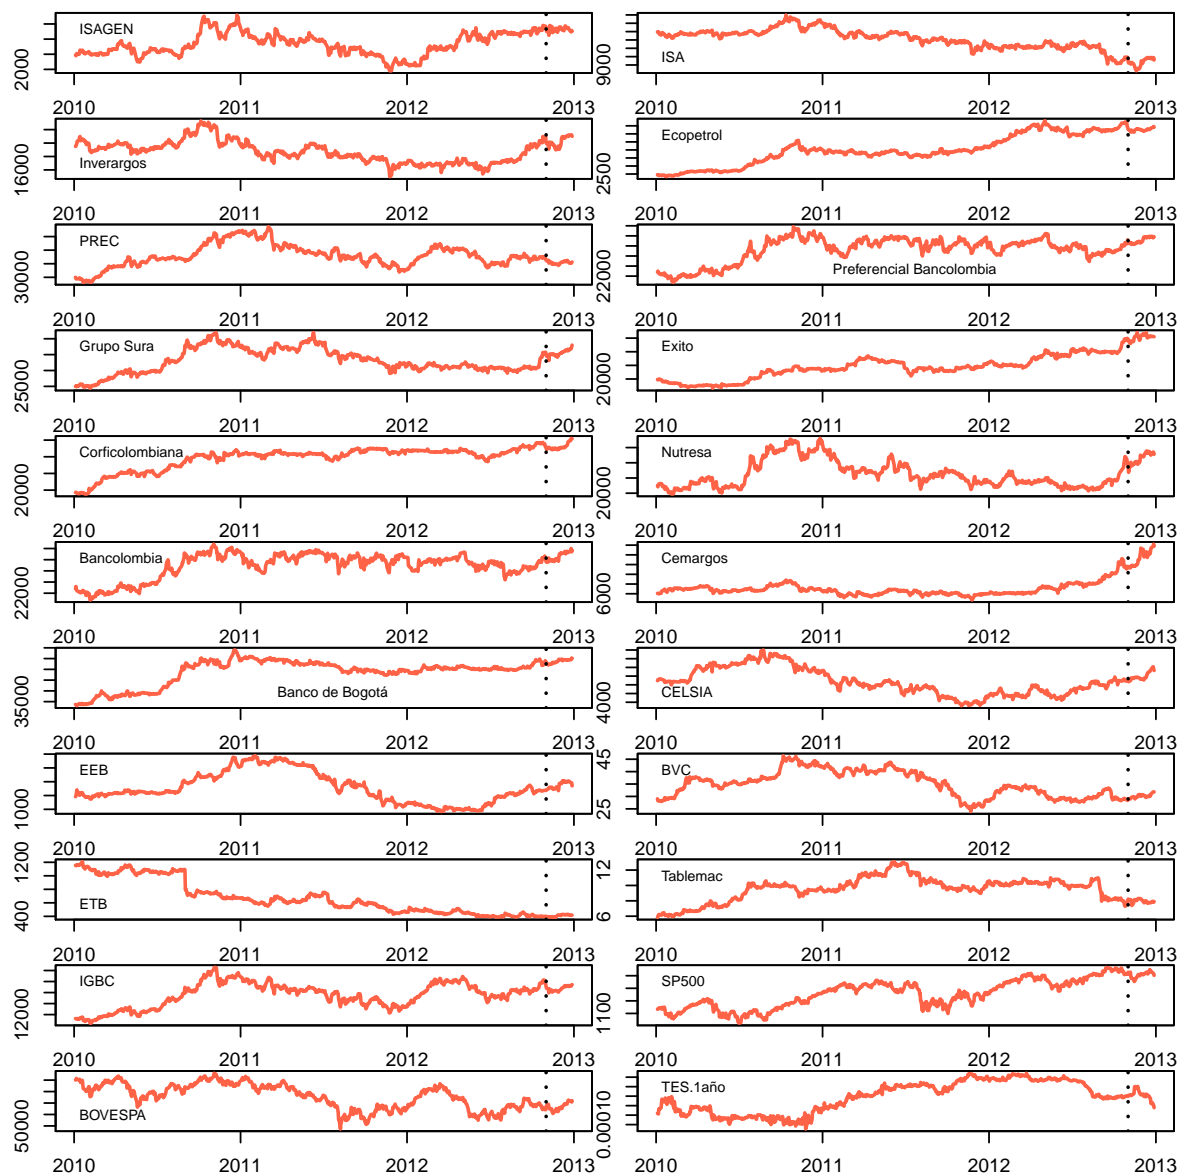 ISAGEN
2000
2010 2011 2012 2013
ISA
9000
2010 2011 2012 2013
Inverargos
16000
2010 2011 2012 2013
Ecopetrol
2500
2010 2011 2012 2013
PREC
30000
2010 2011 2012 2013
Preferencial Bancolombia
22000
2010 2011 2012 2013
Grupo Sura
25000
2010 2011 2012 2013
Exito
20000
2010 2011 2012 2013
Corficolombiana
20000
2010 2011 2012 2013
Nutresa
20000
2010 2011 2012 2013
Bancolombia
22000
2010 2011 2012 2013
Cemargos
6000
2010 2011 2012 2013
Banco de Bogotá
35000
2010 2011 2012 2013
CELSIA
4000
2010 2011 2012 2013
EEB
1000
2010 2011 2012 2013
BVC
45
25
2010 2011 2012 2013
ETB
1200
400
2010 2011 2012 2013
Tablemac
12
6
2010 2011 2012 2013
IGBC
12000
2010 2011 2012 2013
SP500
1100
2010 2011 2012 2013
BOVESPA
50000
2010 2011 2012 2013
TES.1año
0.00010
2010 2011 2012 2013